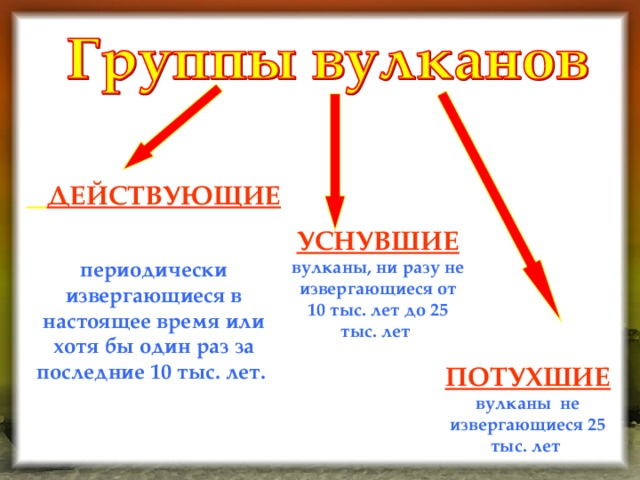 Группы вулканов
ДЕЙСТВУЮЩИЕ
периодически
извергающиеся в
настоящее время или
хотя бы один раз за
последние 10 тыс. лет.
УСНУВШИЕ
вулканы, ни разу не
извергающиеся от
10 тыс. лет до 25
тыс. лет
ПОТУХШИЕ
вулканы не
извергающиеся 25
тыс. лет